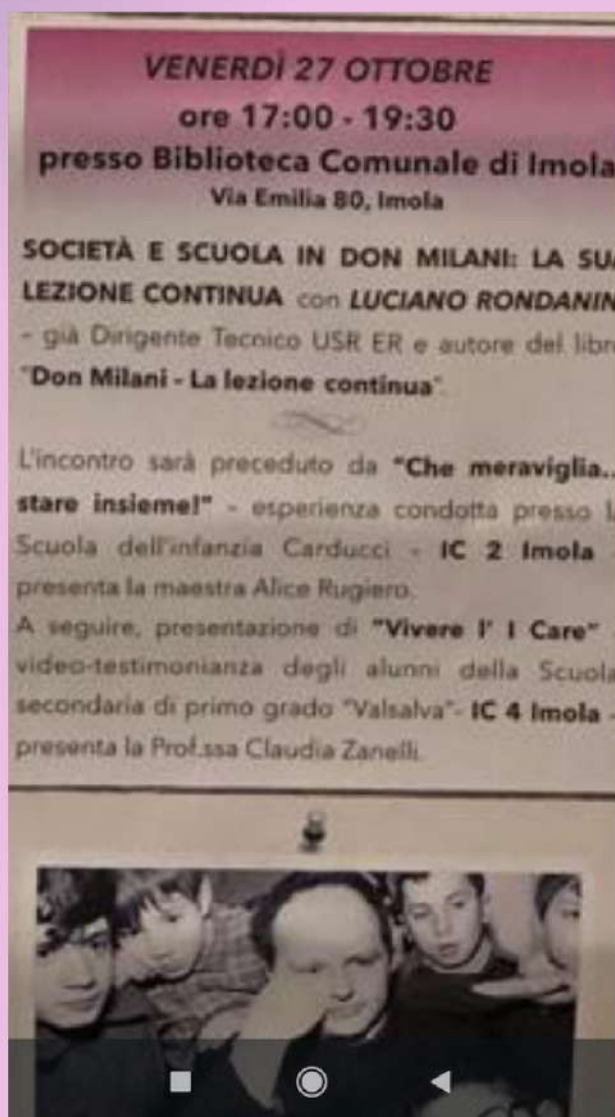 VENERDÌ 27 OTTOBRE
ore 17:00 - 19:30
presso Biblioteca Comunale di Imola
Via Emilia 80, Imola
SOCIETÀ E SCUOLA IN DON MILANI: LA SUA
LEZIONE CONTINUA con LUCIANO RONDANIN
- già Dirigente Tecnico USR ER e autore del libro
"Don Milani - La lezione continua".
L'incontro sarà preceduto da "Che meraviglia..
stare insieme!" - esperienza condotta presso la
Scuola dell'infanzia Carducci - IC 2 Imola -
presenta la maestra Alice Rugiero.
A seguire, presentazione di "Vivere l' I Care"
video-testimonianza degli alunni della Scuola
secondaria di primo grado "Valsalva"- IC 4 Imola -
presenta la Prof.ssa Claudia Zanelli.